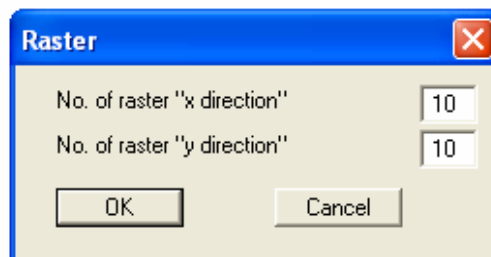 Raster
No. of raster "x direction" 10
No. of raster "y direction" 10
OK Cancel